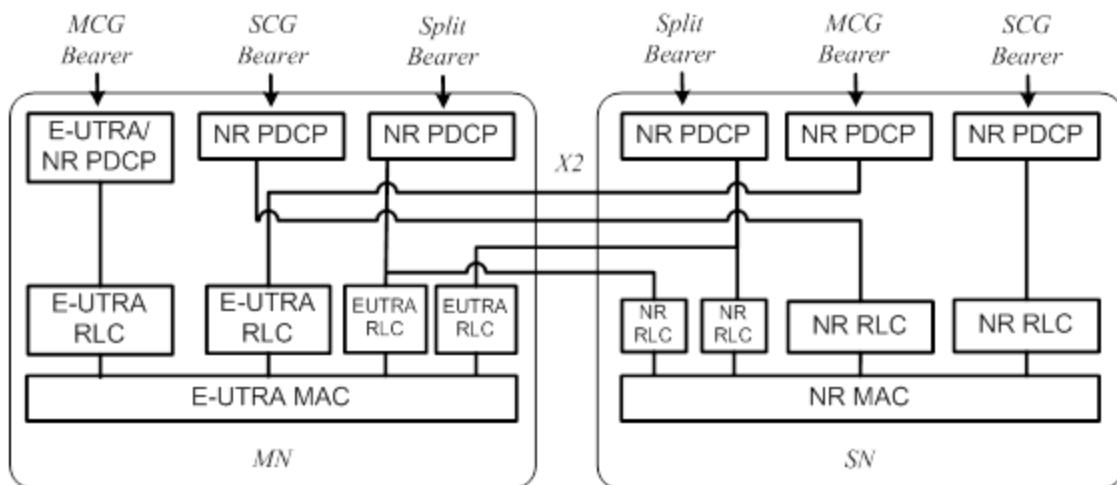 MCG
Bearer
SCG
Bearer
Split
Bearer
Split
Bearer
MCG
Bearer
SCG
Bearer
E-UTRA/
NR PDCP
NR PDCP
NR PDCP
X2
NR PDCP
NR PDCP
NR PDCP
E-UTRA
RLC
E-UTRA
RLC
EUTRA
RLC
EUTRA
RLC
NR
RLC
NR
RLC
NR RLC
NR RLC
E-UTRA MAC
NR MAC
MN
SN